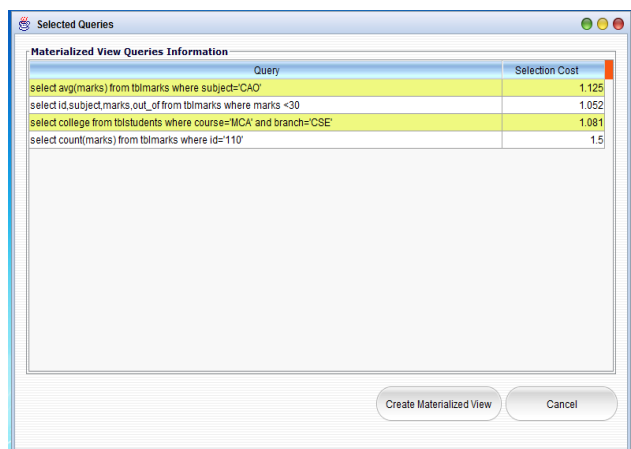 Selected Queries
Materialized View Queries Information
Query Selection Cost
select avg(marks) from tblmarks where subject='CAO' 1.125
select id,subject,marks,out_of from tblmarks where marks <30 1.052
select college from tblstudents where course='MCA' and branch='CSE' 1.081
select count(marks) from tblmarks where id='110' 1.5
Create Materialized View Cancel